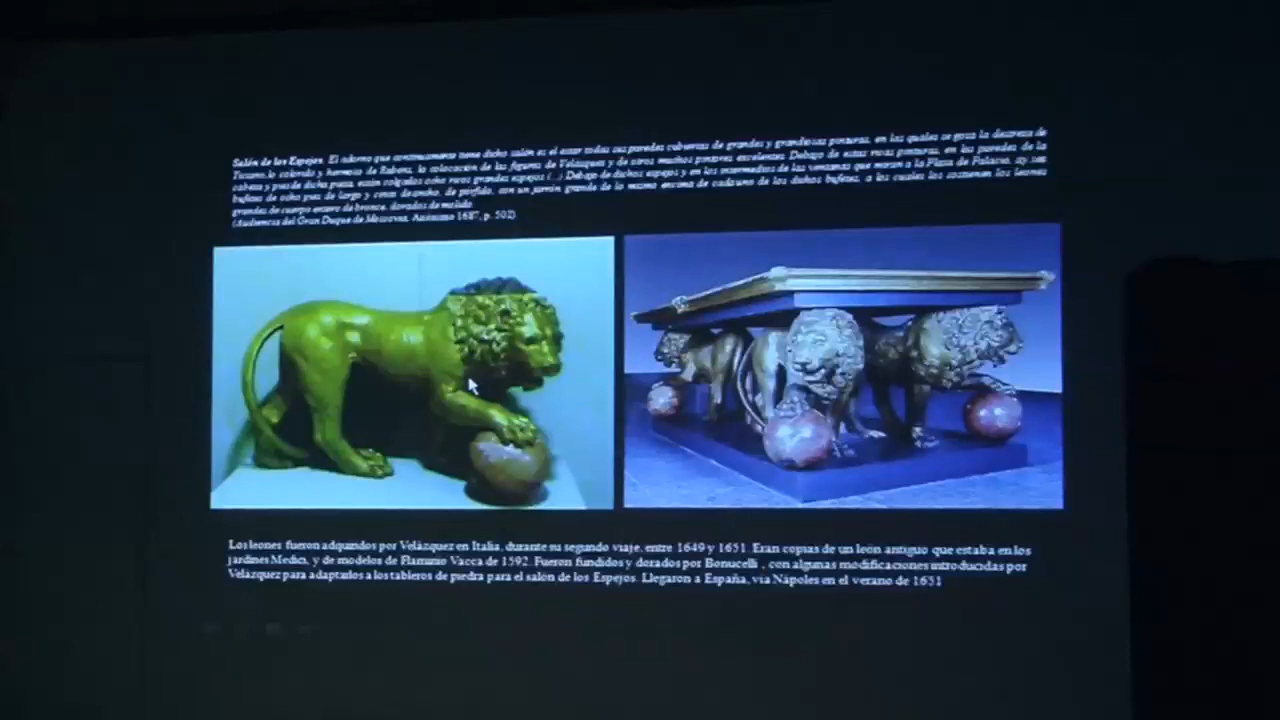 Salón de los Espejos. El adorno que continuamente tiene dicho salón es el estar todas sus paredes cubiertas de grandes y grandiosas pinturas, en las quales se goza la destreza de
Ticiano, lo colorido y hermoso de Rubens, la colocación de las figuras de Velázquez y de otros muchos pintores excelentes. Debajo de estas ricas pinturas, en las paredes de la
cabeza y pies de dicha pieza, están colgados ocho ricos grandes espejos (...) Debajo de dichos espejos y en los intermedios de las ventanas que miran a la Plaza de Palacio, ay seis
bufetes de ocho pies de largo y cinco de ancho, de pórfido, con un jarrón grande de lo mismo encima de cada uno de los dichos bufetes, a los cuales los sostienen los leones
grandes de cuerpo entero de bronce, dorados de molido.
(Audiencia del Gran Duque de Moscovia, Anónimo 1687, p. 502)
Los leones fueron adquiridos por Velázquez en Italia, durante su segundo viaje, entre 1649 y 1651. Eran copias de un león antiguo que estaba en los
jardines Medici, y de modelos de Flaminio Vacca de 1592. Fueron fundidos y dorados por Bonucelli , con algunas modificaciones introducidas por
Velázquez para adaptarlos a los tableros de piedra para el salón de los Espejos. Llegaron a España, vía Nápoles en el verano de 1651